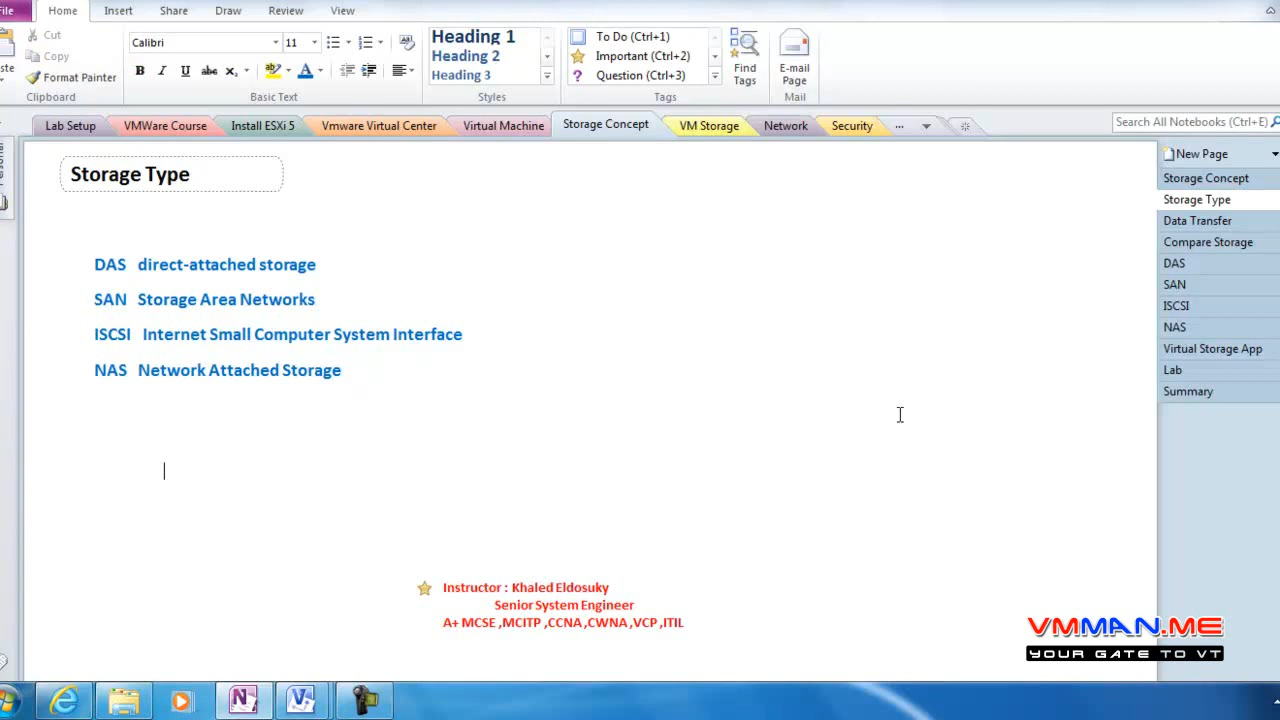 File Home Insert Share Draw Review View
Cut
Copy
Format Painter
Clipboard
Calibri 11
B I U abc x₂ A
Basic Text
Heading 1
Heading 2
Heading 3
Styles
To Do (Ctrl+1)
Important (Ctrl+2)
Question (Ctrl+3)
Tags
Find Tags
E-mail Page
Mail
Lab Setup VMWare Course Install ESXi 5 Vmware Virtual Center Virtual Machine Storage Concept VM Storage Network Security ...
Search All Notebooks (Ctrl+E)
Storage Type
DAS direct-attached storage
SAN Storage Area Networks
ISCSI Internet Small Computer System Interface
NAS Network Attached Storage
Instructor : Khaled Eldosuky
Senior System Engineer
A+ MCSE ,MCITP ,CCNA ,CWNA ,VCP ,ITIL
New Page
Storage Concept
Storage Type
Data Transfer
Compare Storage
DAS
SAN
ISCSI
NAS
Virtual Storage App
Lab
Summary
VMMAN.ME
YOUR GATE TO VT